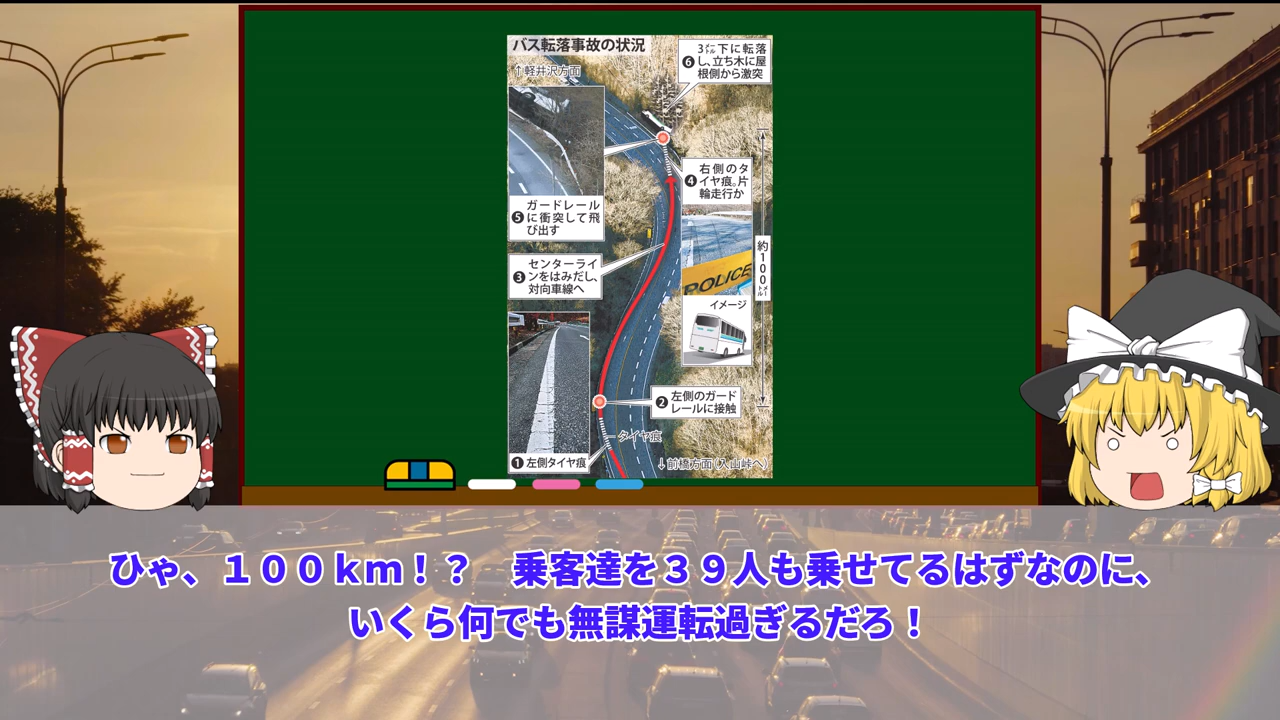 バス転落事故の状況
↑軽井沢方面
❻3㍍下に転落
し、立ち木に屋
根側から激突
❹右側のタ
イヤ痕。片
輪走行か
❺ガードレール
に衝突して飛
び出す
約100㍍
❸センターライ
ンをはみだし、
対向車線へ
POLICE
イメージ
❷左側のガード
レールに接触
タイヤ痕
❶左側タイヤ痕
↓前橋方面(入山峠へ)
ひゃ、１００ｋｍ！？　乗客達を３９人も乗せてるはずなのに、
いくら何でも無謀運転過ぎるだろ！